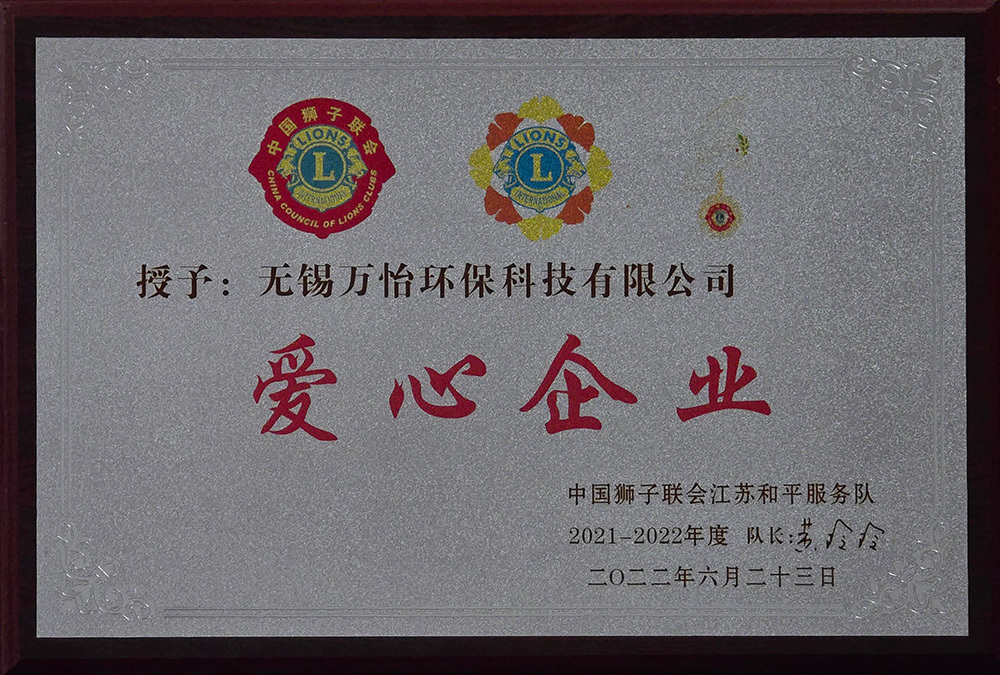 中国狮子联会
LIONS
L
INTERNATIONAL
CHINA COUNCIL OF LIONS CLUBS
LIONS
L
INTERNATIONAL
授予：无锡万怡环保科技有限公司
爱心企业
中国狮子联会江苏和平服务队
2021-2022年度 队长:
二〇二二年六月二十三日